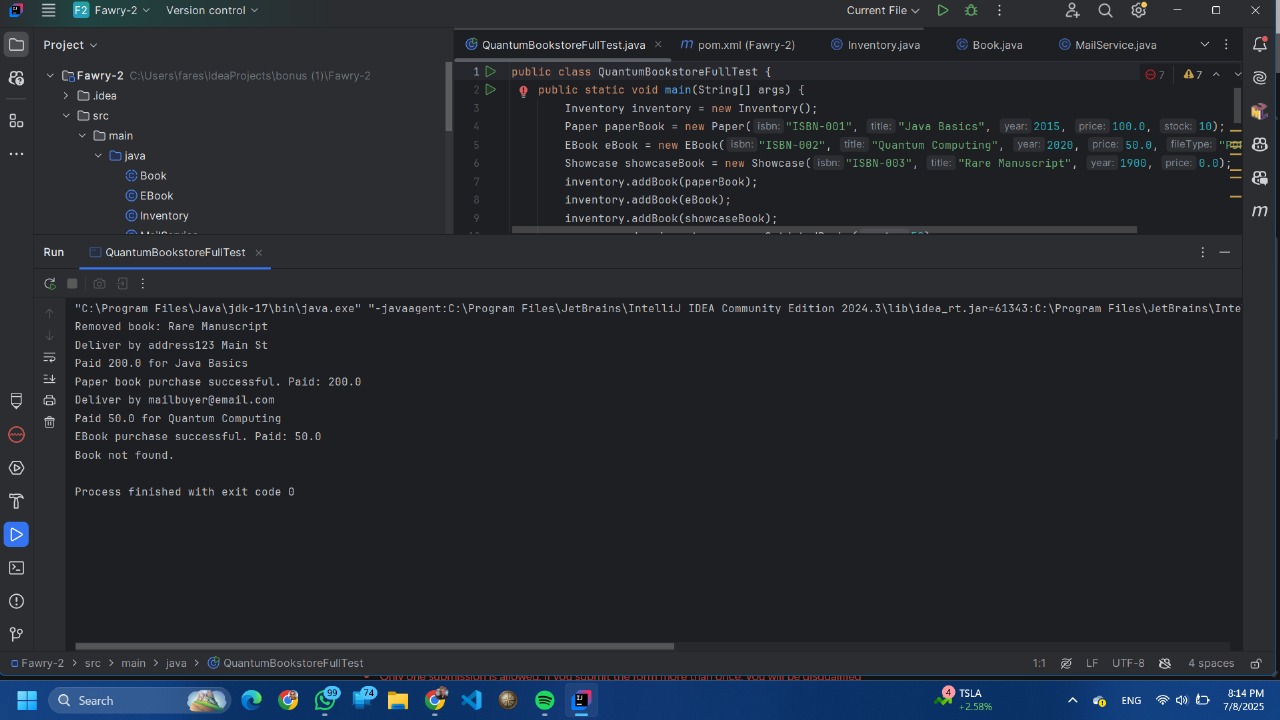 F2 Fawry-2 Version control Current File
Project
QuantumBookstoreFullTest.java pom.xml (Fawry-2) Inventory.java Book.java MailService.java
Fawry-2 C:\Users\fares\IdeaProjects\bonus (1)\Fawry-2
.idea
src
main
java
Book
EBook
Inventory
7 7
1 public class QuantumBookstoreFullTest {
2 public static void main(String[] args) {
3 Inventory inventory = new Inventory();
4 Paper paperBook = new Paper( isbn: "ISBN-001", title: "Java Basics", year: 2015, price: 100.0, stock: 10);
5 EBook eBook = new EBook( isbn: "ISBN-002", title: "Quantum Computing", year: 2020, price: 50.0, fileType:
6 Showcase showcaseBook = new Showcase( isbn: "ISBN-003", title: "Rare Manuscript", year: 1900, price: 0.0);
7 inventory.addBook(paperBook);
8 inventory.addBook(eBook);
9 inventory.addBook(showcaseBook);
Run QuantumBookstoreFullTest
"C:\Program Files\Java\jdk-17\bin\java.exe" "-javaagent:C:\Program Files\JetBrains\IntelliJ IDEA Community Edition 2024.3\lib\idea_rt.jar=61343:C:\Program Files\JetBrains\Inte
Removed book: Rare Manuscript
Deliver by address123 Main St
Paid 200.0 for Java Basics
Paper book purchase successful. Paid: 200.0
Deliver by mailbuyer@email.com
Paid 50.0 for Quantum Computing
EBook purchase successful. Paid: 50.0
Book not found.
Process finished with exit code 0
Fawry-2 > src > main > java > QuantumBookstoreFullTest 1:1 LF UTF-8 4 spaces
Only one submission is allowed, if you submit the form more than once, you will be disqualified
Search 99 74 4 TSLA +2.58% ENG 8:14 PM
7/8/2025